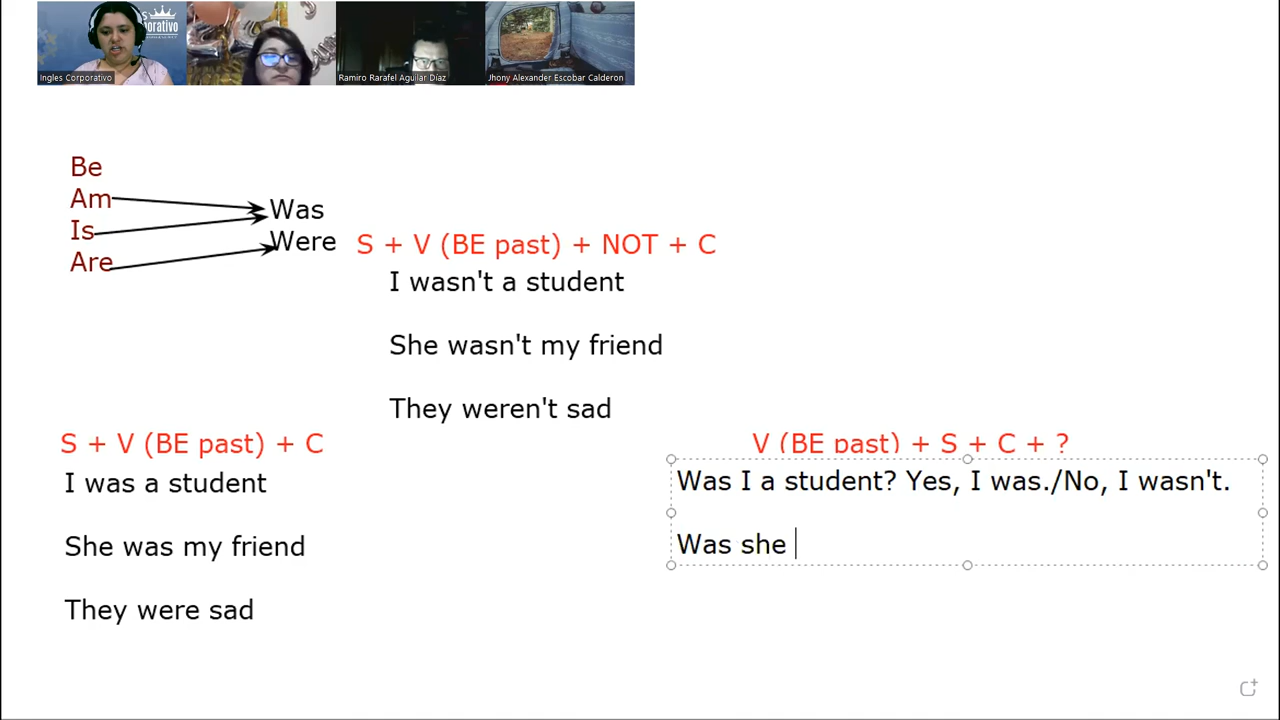 orporativo
Ingles Corporativo
Ramiro Rarafel Aguilar Díaz
Jhony Alexander Escobar Calderon
Be
Am
Is
Are
Was
Were
S + V (BE past) + NOT + C
I wasn't a student
She wasn't my friend
They weren't sad
S + V (BE past) + C
I was a student
She was my friend
They were sad
V (BE past) + S + C + ?
Was I a student? Yes, I was./No, I wasn't.
Was she